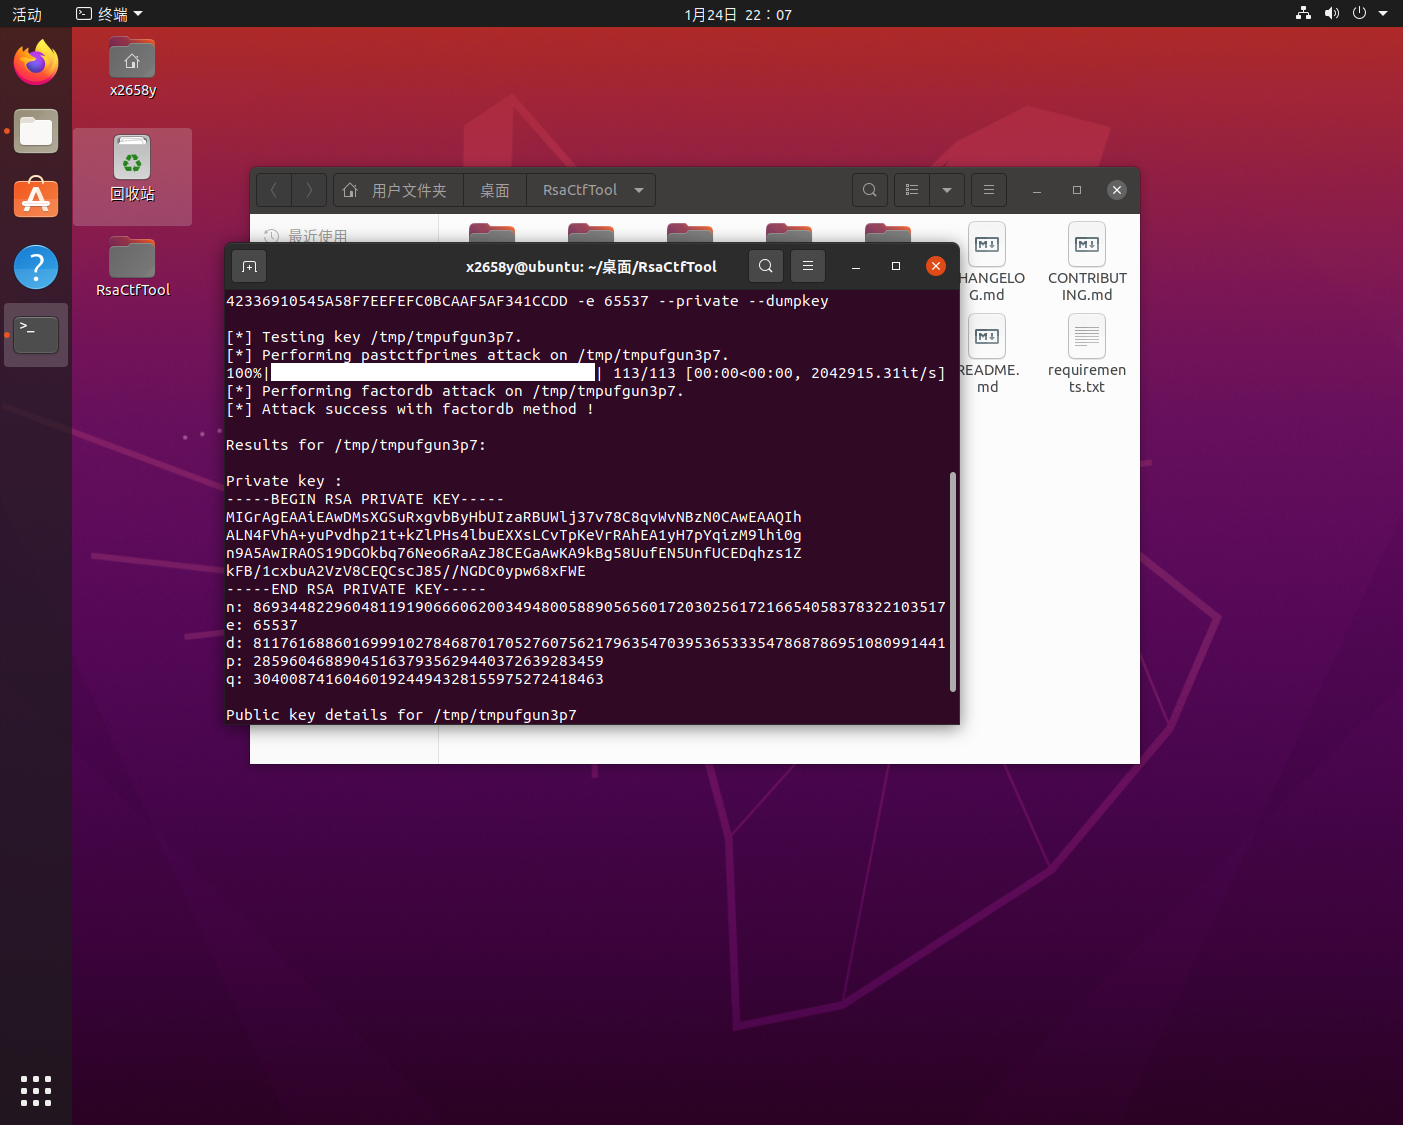 活动
终端
1月24日 22：07
x2658y
回收站
RsaCtfTool
用户文件夹
桌面
RsaCtfTool
最近使用
HANGELO
G.md
CONTRIBUT
ING.md
README.
md
requiremen
ts.txt
x2658y@ubuntu: ~/桌面/RsaCtfTool
42336910545A58F7EEFEFC0BCAAF5AF341CCDD -e 65537 --private --dumpkey
[*] Testing key /tmp/tmpufgun3p7.
[*] Performing pastctfprimes attack on /tmp/tmpufgun3p7.
100%| | 113/113 [00:00<00:00, 2042915.31it/s]
[*] Performing factordb attack on /tmp/tmpufgun3p7.
[*] Attack success with factordb method !
Results for /tmp/tmpufgun3p7:
Private key :
-----BEGIN RSA PRIVATE KEY-----
MIGrAgEAAiEAwDMsXGSuRxgvbByHbUIzaRBUWlj37v78C8qvWvNBzN0CAwEAAQIh
ALN4FVhA+yuPvdhp21t+kZlPHs4lbuEXXsLCvTpKeVrRAhEA1yH7pYqizM9lhi0g
n9A5AwIRAOS19DGOkbq76Neo6RaAzJ8CEGaAwKA9kBg58UufEN5UnfUCEDqhzs1Z
kFB/1cxbuA2VzV8CEQCscJ85//NGDC0ypw68xFWE
-----END RSA PRIVATE KEY-----
n: 86934482296048119190666062003494800588905656017203025617216654058378322103517
e: 65537
d: 81176168860169991027846870170527607562179635470395365333547868786951080991441
p: 285960468890451637935629440372639283459
q: 304008741604601924494328155975272418463
Public key details for /tmp/tmpufgun3p7